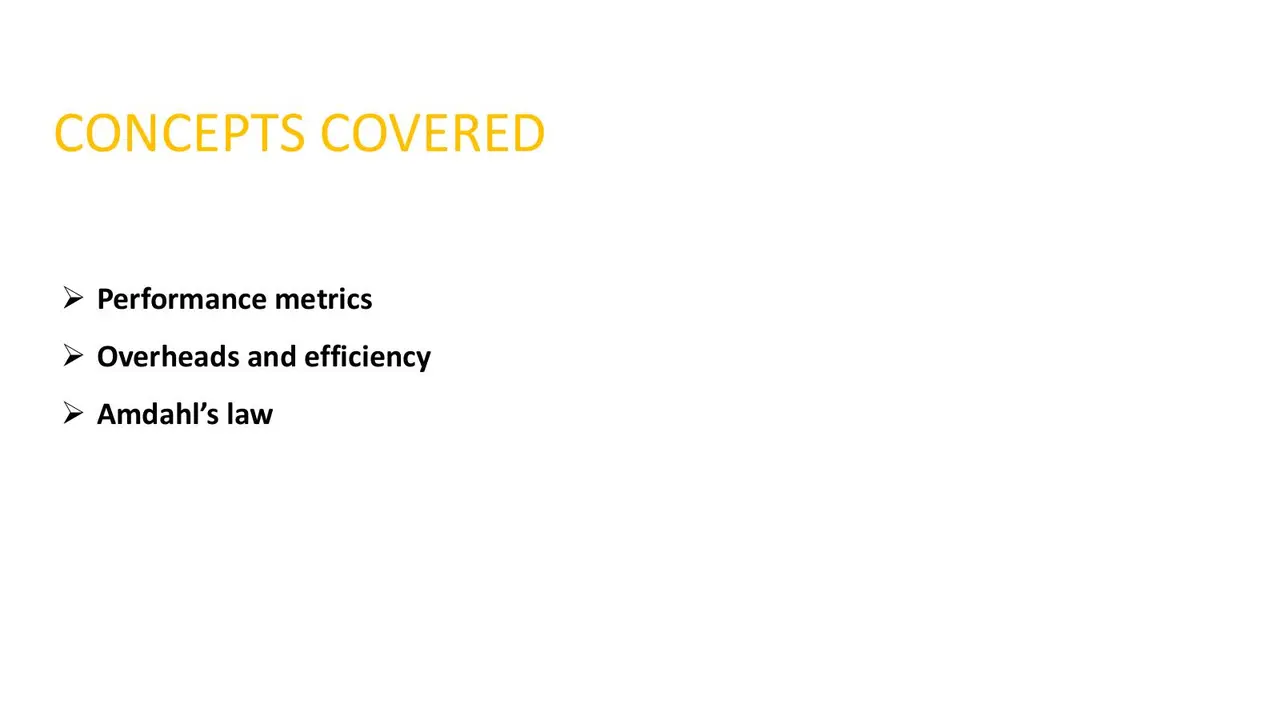 CONCEPTS COVERED
➢ Performance metrics
➢ Overheads and efficiency
➢ Amdahl’s law